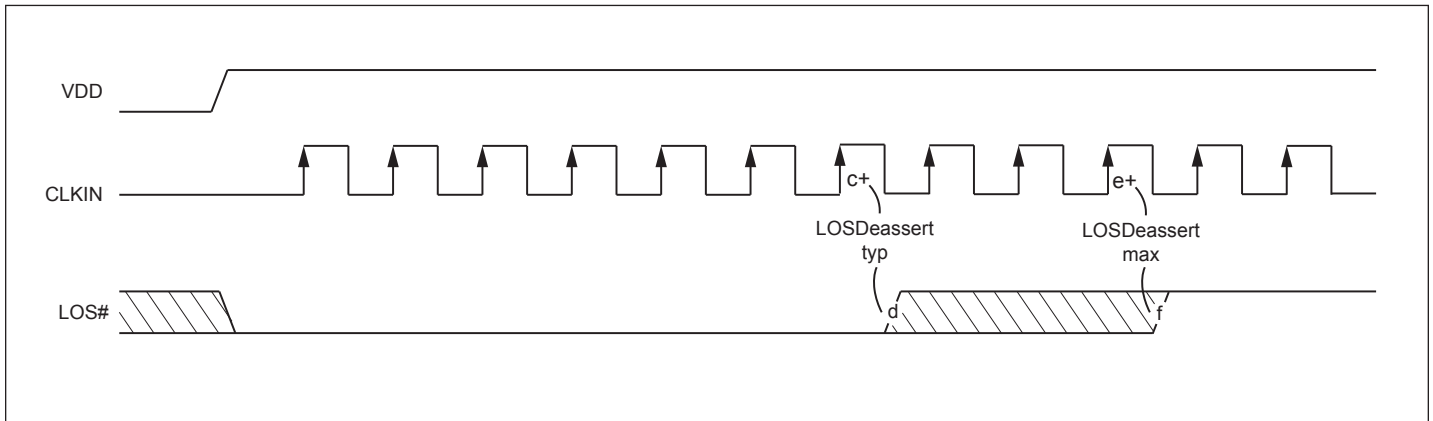 VDD
CLKIN
c+
e+
LOSDeassert
typ
LOSDeassert
max
LOS#
d
f